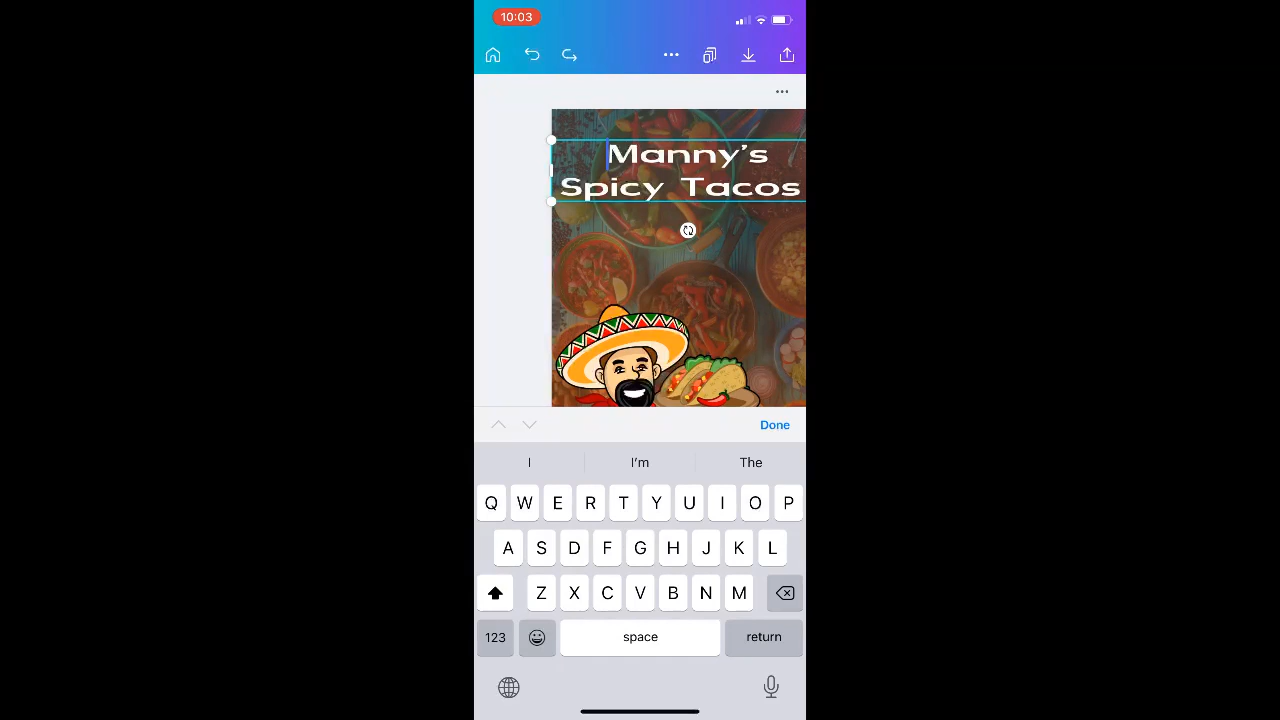 10:03
Manny's
Spicy Tacos
Done
I I'm The
Q W E R T Y U I O P
A S D F G H J K L
Z X C V B N M
123 space return